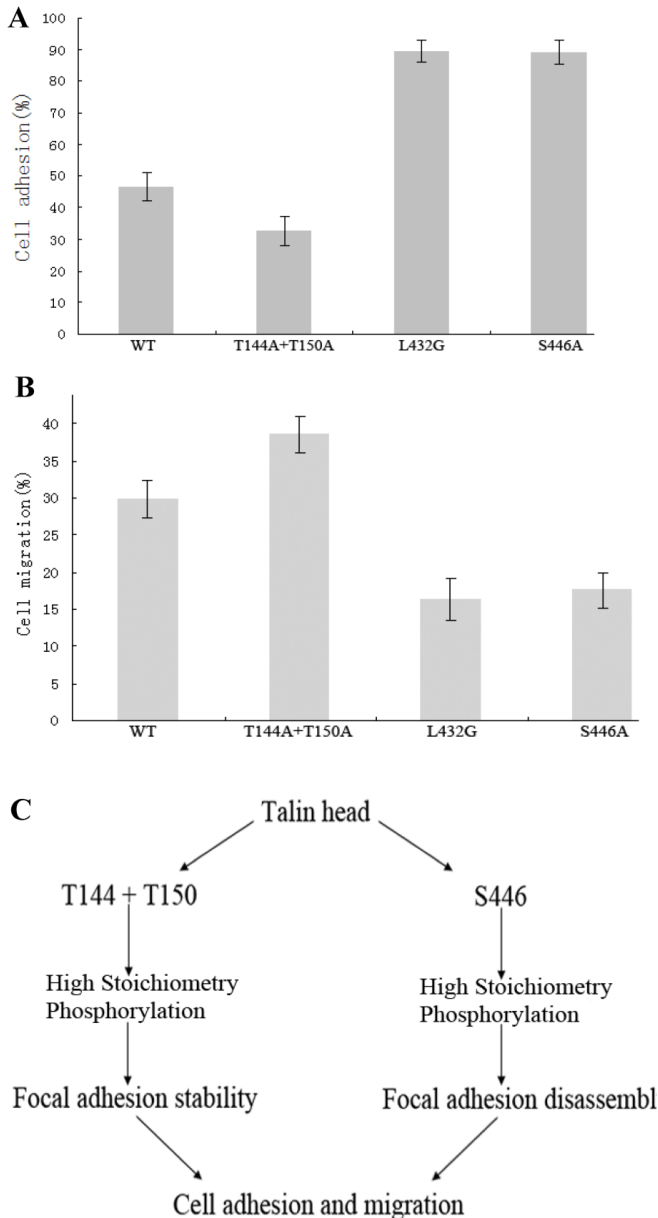 A
100
90
80
70
60
50
40
30
20
10
0
Cell adhesion(%)
WT T144A+T150A L432G S446A
B
40
35
30
25
20
15
10
5
0
Cell migration(%)
WT T144A+T150A L432G S446A
C
Talin head
T144 + T150 S446
High Stoichiometry
Phosphorylation
High Stoichiometry
Phosphorylation
Focal adhesion stability Focal adhesion disassembl
Cell adhesion and migration